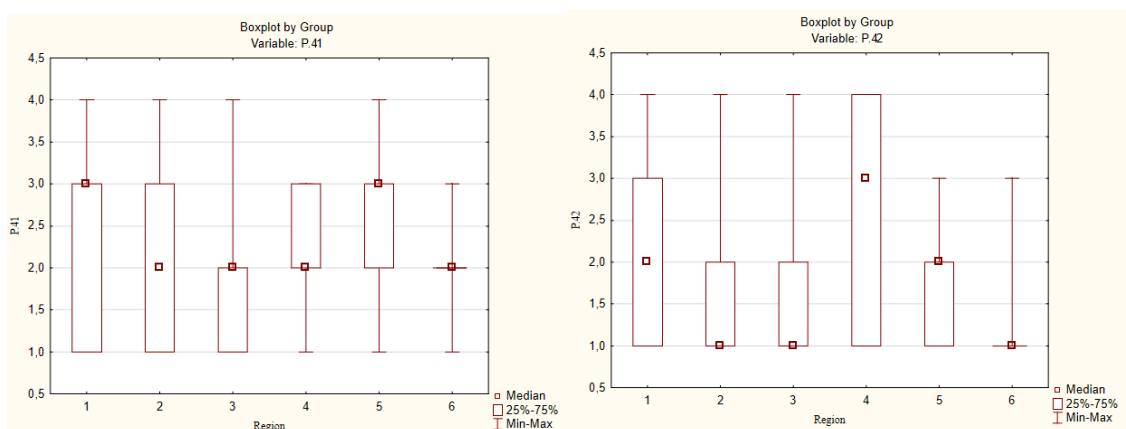 Boxplot by Group
Variable: P.41
4,5
4,0
3,5
3,0
2,5
2,0
1,5
1,0
0,5
P.41
1 2 3 4 5 6
Region
Median
25%-75%
Min-Max
Boxplot by Group
Variable: P.42
4,5
4,0
3,5
3,0
2,5
2,0
1,5
1,0
0,5
P.42
1 2 3 4 5 6
Region
Median
25%-75%
Min-Max